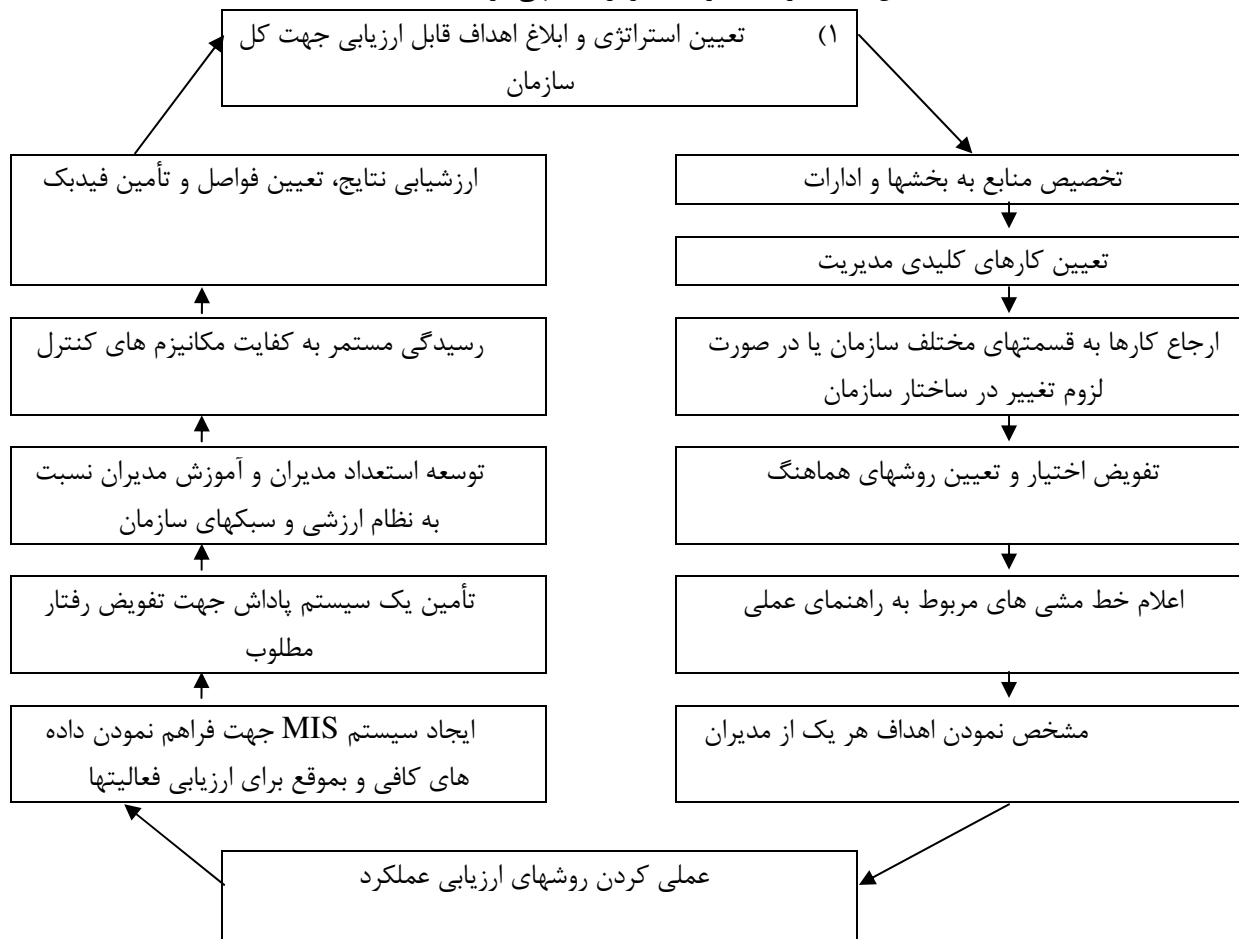 ۱) تعیین استراتژی و ابلاغ اهداف قابل ارزیابی جهت کل
سازمان
تخصیص منابع به بخشها و ادارات
تعیین کارهای کلیدی مدیریت
ارجاع کارها به قسمتهای مختلف سازمان یا در صورت
لزوم تغییر در ساختار سازمان
تفویض اختیار و تعیین روشهای هماهنگ
اعلام خط مشی های مربوط به راهنمای عملی
مشخص نمودن اهداف هر یک از مدیران
عملی کردن روشهای ارزیابی عملکرد
ایجاد سیستم MIS جهت فراهم نمودن داده
های کافی و بموقع برای ارزیابی فعالیتها
تأمین یک سیستم پاداش جهت تفویض رفتار
مطلوب
توسعه استعداد مدیران و آموزش مدیران نسبت
به نظام ارزشی و سبکهای سازمان
رسیدگی مستمر به کفایت مکانیزم های کنترل
ارزشیابی نتایج، تعیین فواصل و تأمین فیدبک